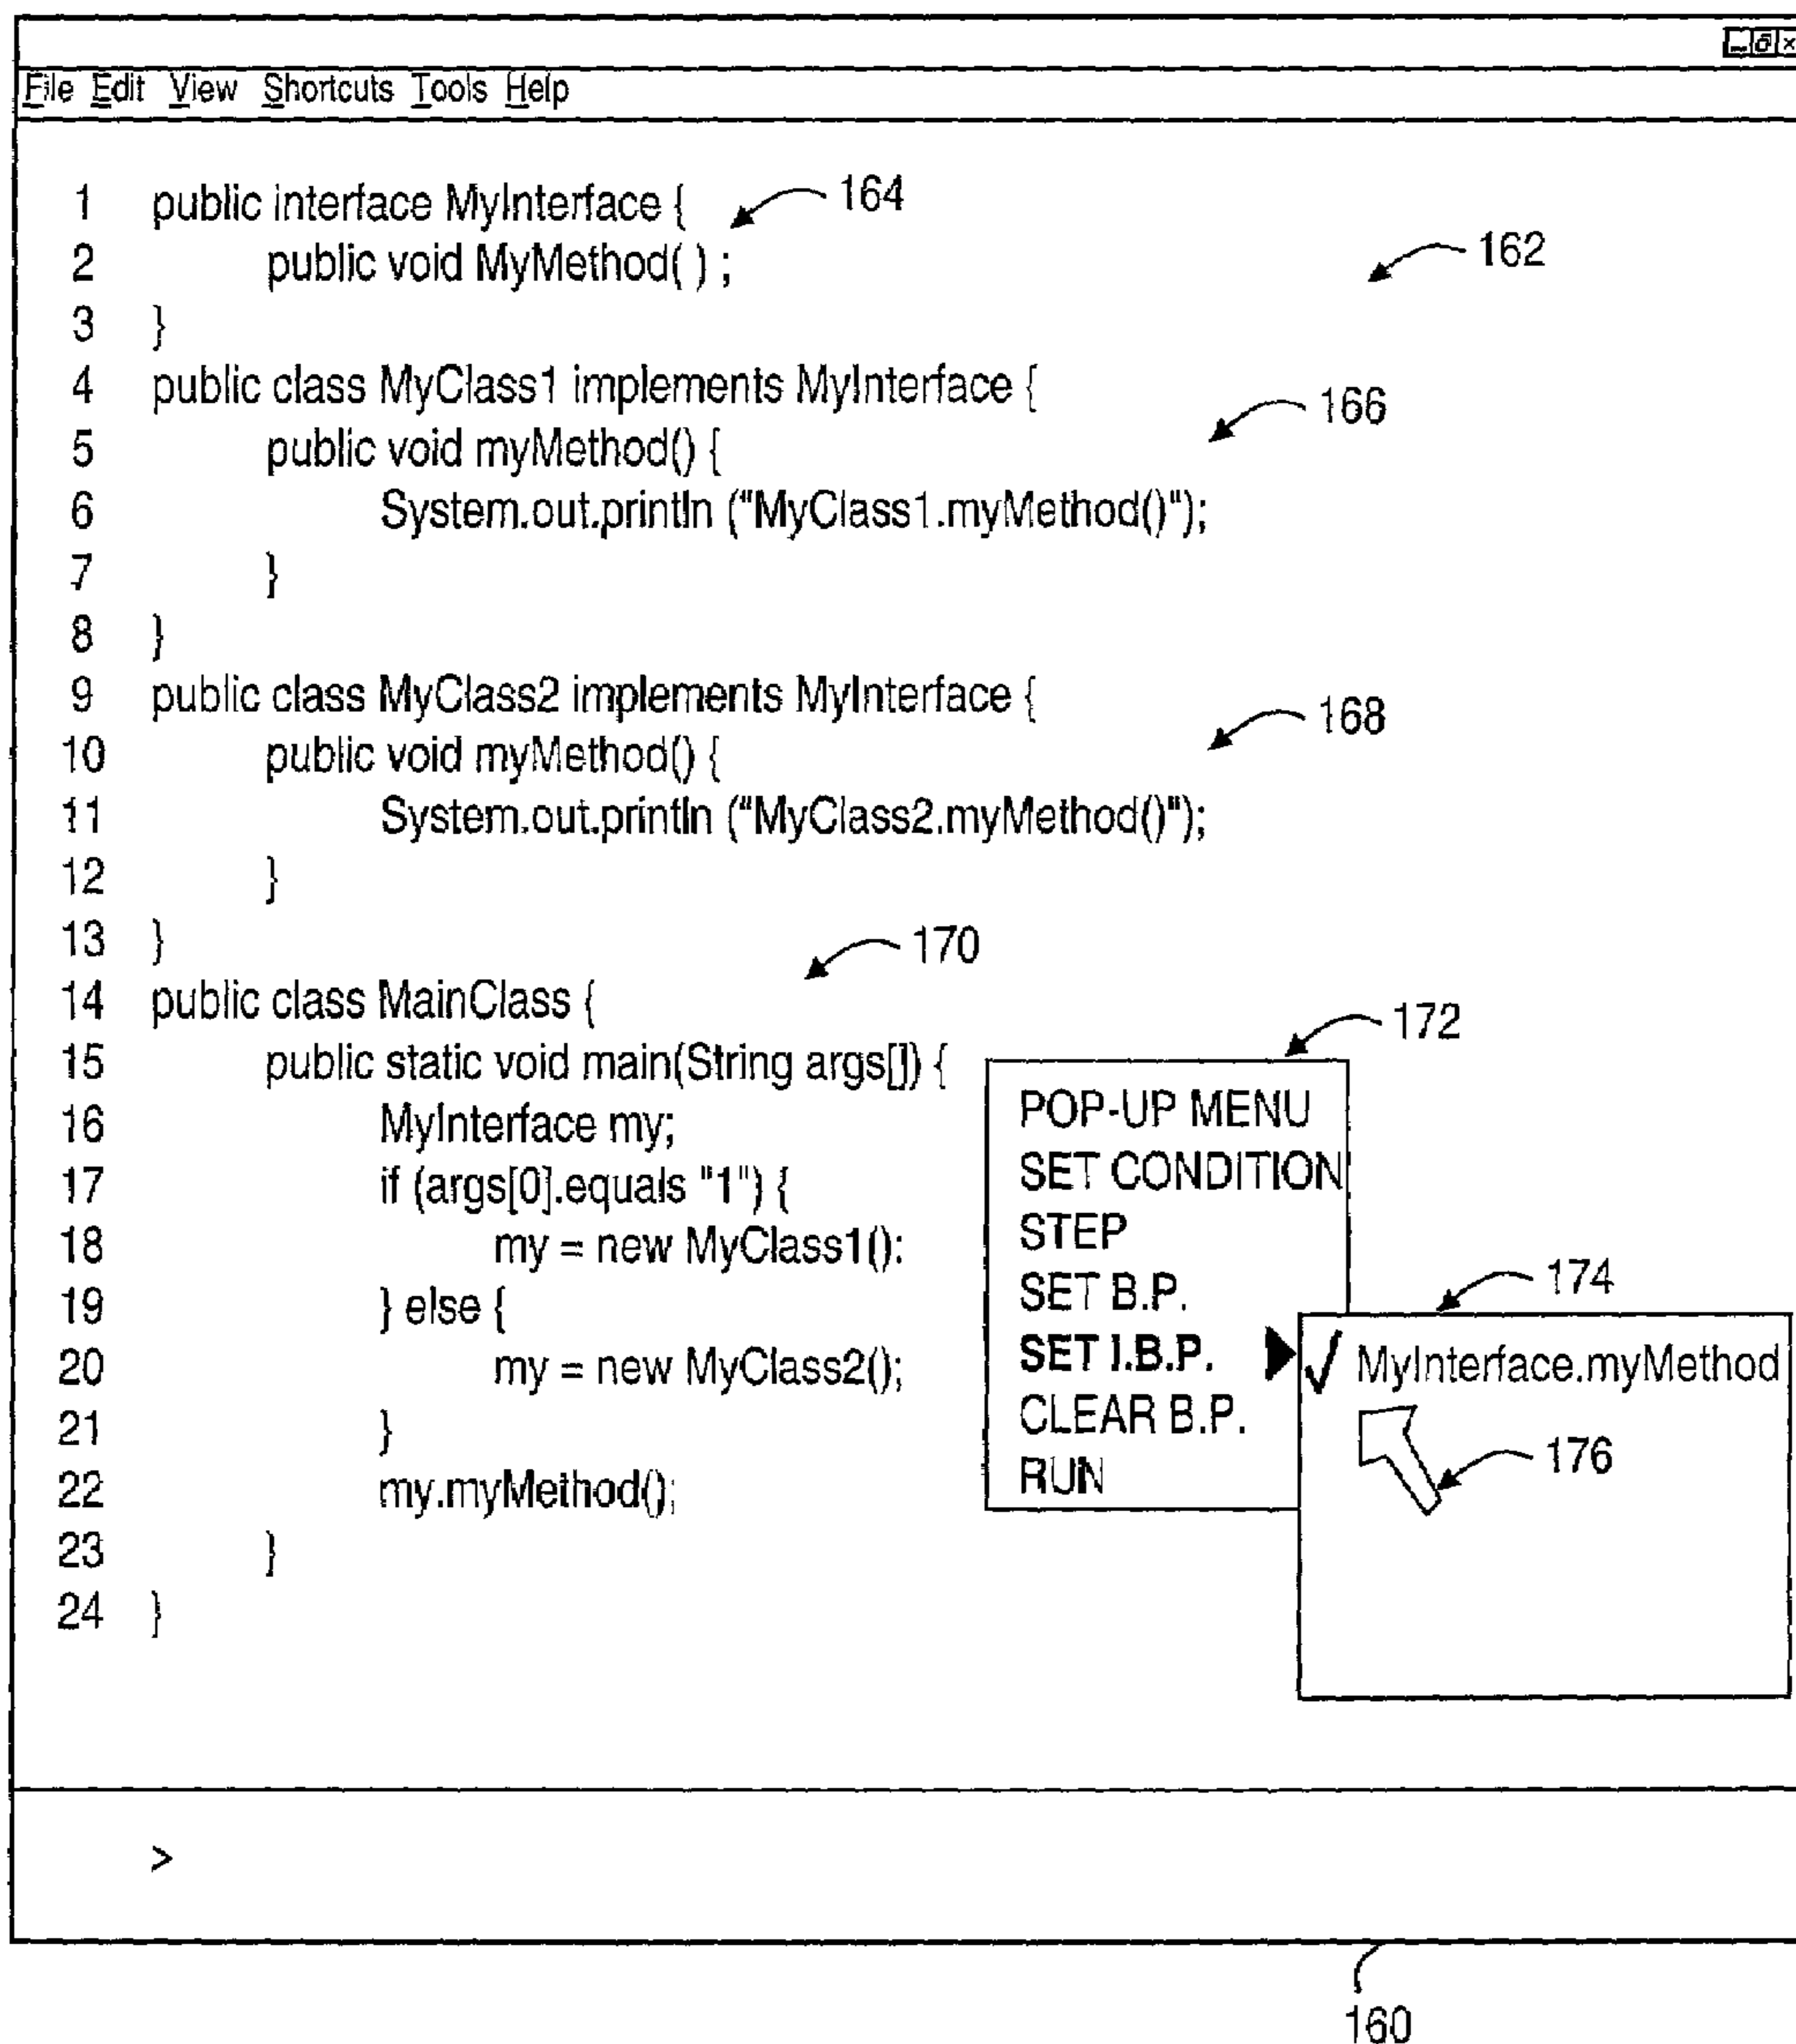 File Edit View Shortcuts Tools Help
1 public interface MyInterface {
164
2 public void MyMethod( ) ;
162
3 }
4 public class MyClass1 implements MyInterface {
166
5 public void myMethod() {
6 System.out.println ("MyClass1.myMethod()");
7 }
8 }
9 public class MyClass2 implements MyInterface {
168
10 public void myMethod() {
11 System.out.println ("MyClass2.myMethod()");
12 }
13 }
170
14 public class MainClass {
172
15 public static void main(String args[]) {
16 MyInterface my;
17 if (args[0].equals "1") {
18 my = new MyClass1():
19 } else {
20 my = new MyClass2();
21 }
22 my.myMethod();
23 }
24 }
POP-UP MENU
SET CONDITION
STEP
SET B.P.
SET I.B.P.
CLEAR B.P.
RUN
174
MyInterface.myMethod
176
>
160